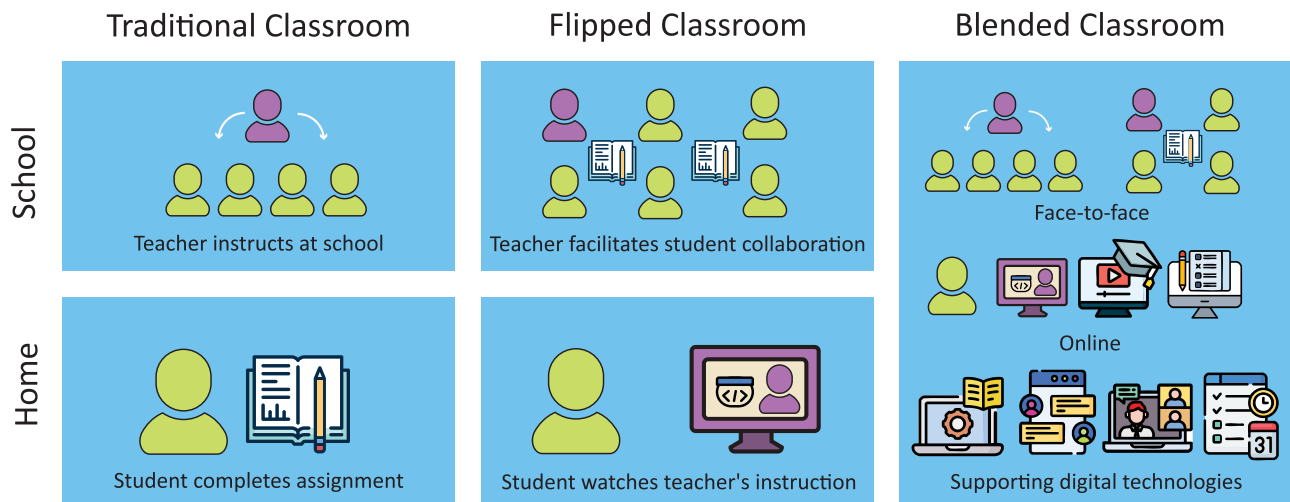 Traditional Classroom
Flipped Classroom
Blended Classroom
School
Teacher instructs at school
Teacher facilitates student collaboration
Face-to-face
</>
Online
Home
Student completes assignment
</>
Student watches teacher's instruction
31
Supporting digital technologies